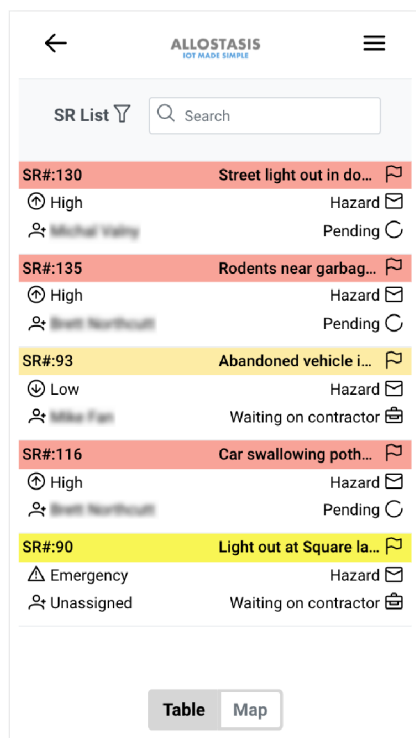 ALLOSTASIS
IOT MADE SIMPLE
SR List
Search
SR#:130 Street light out in do...
High Hazard
Pending
SR#:135 Rodents near garbag...
High Hazard
Pending
SR#:93 Abandoned vehicle i...
Low Hazard
Waiting on contractor
SR#:116 Car swallowing poth...
High Hazard
Pending
SR#:90 Light out at Square la...
Emergency Hazard
Unassigned Waiting on contractor
Table Map